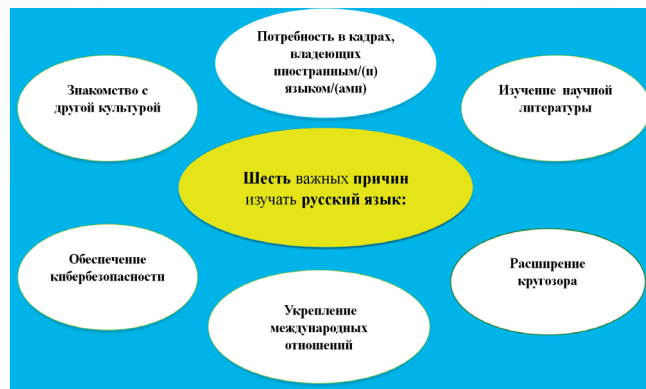 Потребность в кадрах,
владеющих
иностранным/(и)
языком/(ами)
Знакомство с
другой культурой
Изучение научной
литературы
Шесть важных причин
изучать русский язык:
Обеспечение
кибербезопасности
Расширение
кругозора
Укрепление
международных
отношений